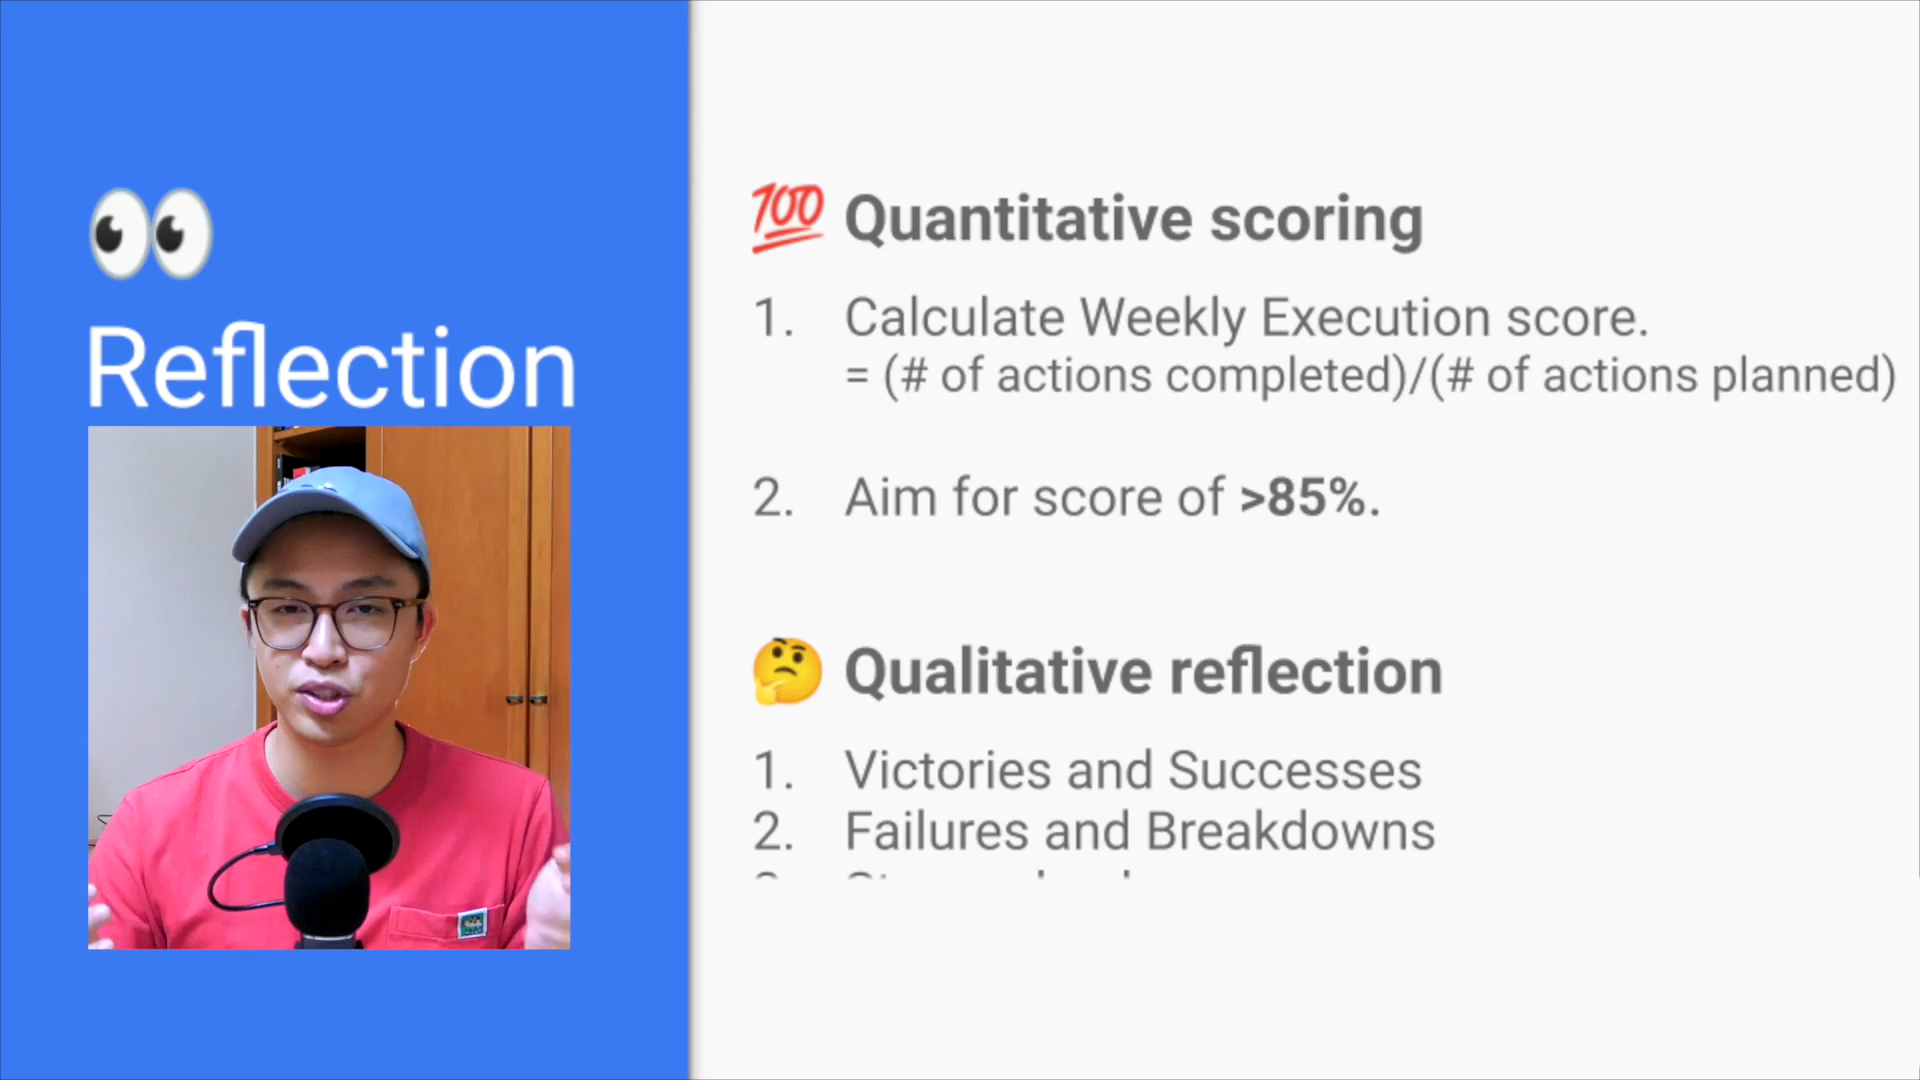 👀
Reflection
💯 Quantitative scoring
1. Calculate Weekly Execution score.
= (# of actions completed)/(# of actions planned)
2. Aim for score of >85%.
🤔 Qualitative reflection
1. Victories and Successes
2. Failures and Breakdowns